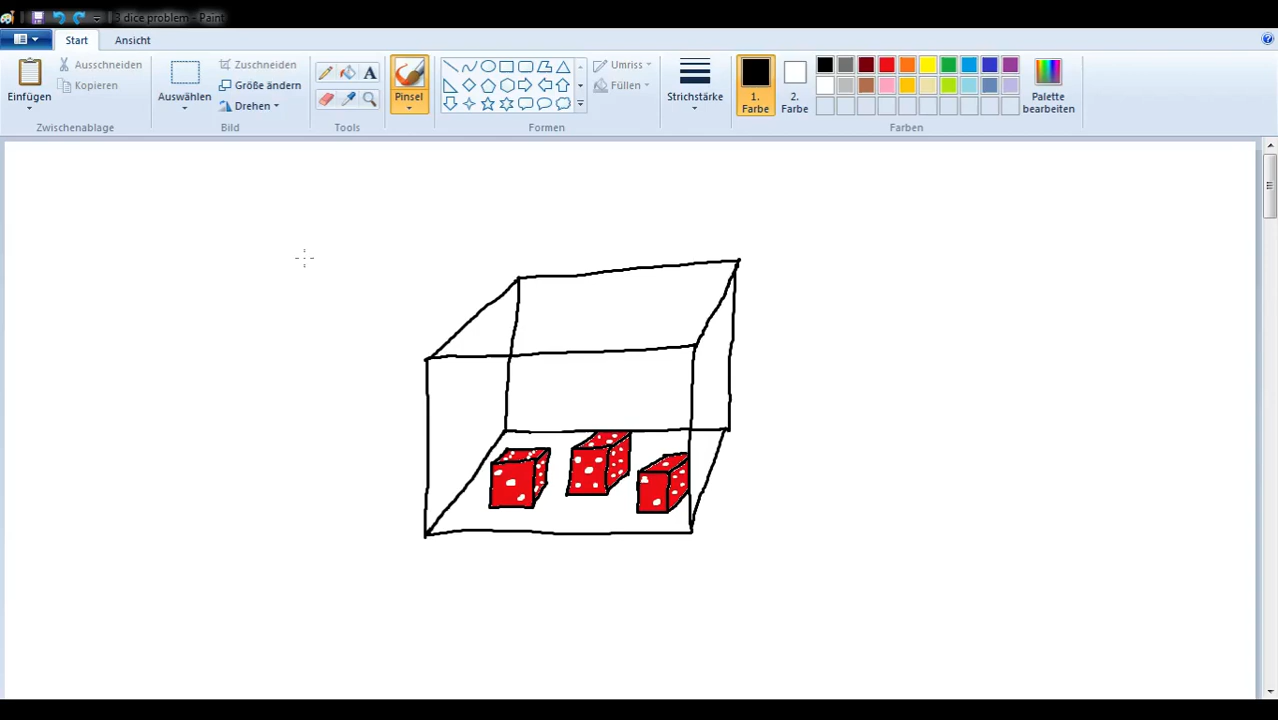 3 dice problem - Paint
Start Ansicht
Einfügen
Ausschneiden
Kopieren
Zwischenablage
Auswählen
Zuschneiden
Größe ändern
Drehen
Bild
A
Tools
Pinsel
Umriss
Füllen
Formen
Strichstärke
1.
Farbe
2.
Farbe
Palette
bearbeiten
Farben